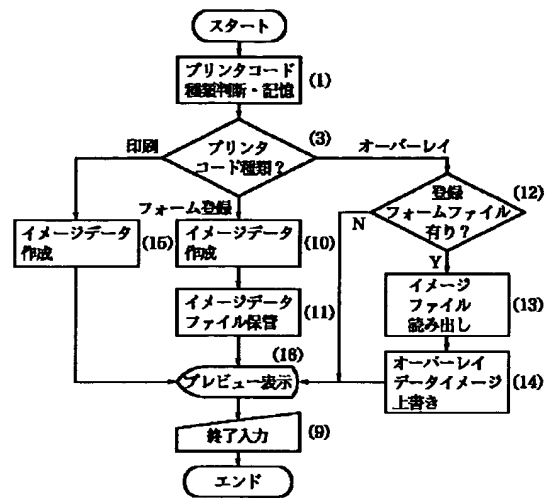 スタート
プリンタコード
種類判断・記憶
(1)
プリンタ
コード種類？
(3)
印刷
オーバーレイ
フォーム登録
登録
フォームファイル
有り？
(12)
N
Y
イメージデータ
作成
(15)
イメージデータ
作成
(10)
イメージ
ファイル
読み出し
(13)
イメージデータ
ファイル保管
(11)
オーバーレイ
データイメージ
上書き
(14)
プレビュー表示
(16)
終了入力
(9)
エンド